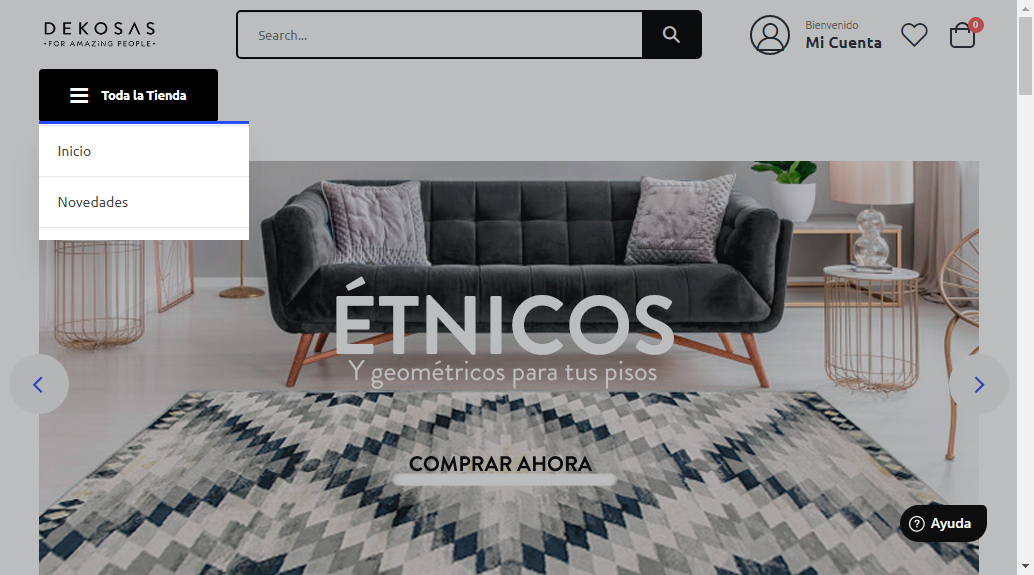 DEKOSAS
•FOR AMAZING PEOPLE•
Search...
Bienvenido
Mi Cuenta
0
Toda la Tienda
Inicio
Novedades
ÉTNICOS
Y geométricos para tus pisos
COMPRAR AHORA
Ayuda